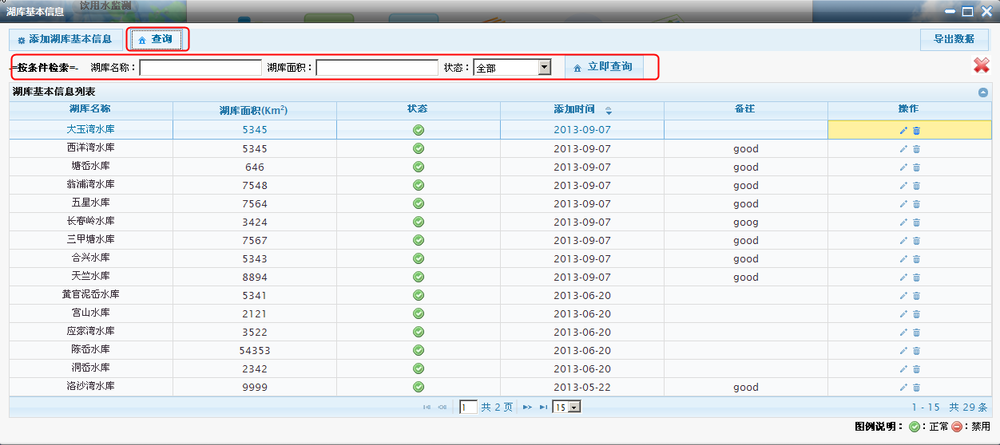 饮用水监测
湖库基本信息
添加湖库基本信息 查询 导出数据
-=按条件检索=- 湖库名称： 湖库面积： 状态： 全部 立即查询
湖库基本信息列表
湖库名称 湖库面积(Km²) 状态 添加时间 备注 操作
大玉湾水库 5345 2013-09-07
西洋湾水库 5345 2013-09-07 good
塘岙水库 646 2013-09-07 good
翁浦湾水库 7548 2013-09-07 good
五星水库 7564 2013-09-07 good
长春岭水库 3424 2013-09-07 goog
三甲塘水库 7567 2013-09-07 good
合兴水库 5343 2013-09-07 good
天竺水库 8894 2013-09-07 good
黄官泥岙水库 5341 2013-06-20
宫山水库 2121 2013-06-20
应家湾水库 3522 2013-06-20
陈岙水库 54353 2013-06-20
洞岙水库 2342 2013-06-20
洛沙湾水库 9999 2013-05-22 good
1 共 2 页 15 1 - 15 共 29 条
图例说明： ：正常 ：禁用